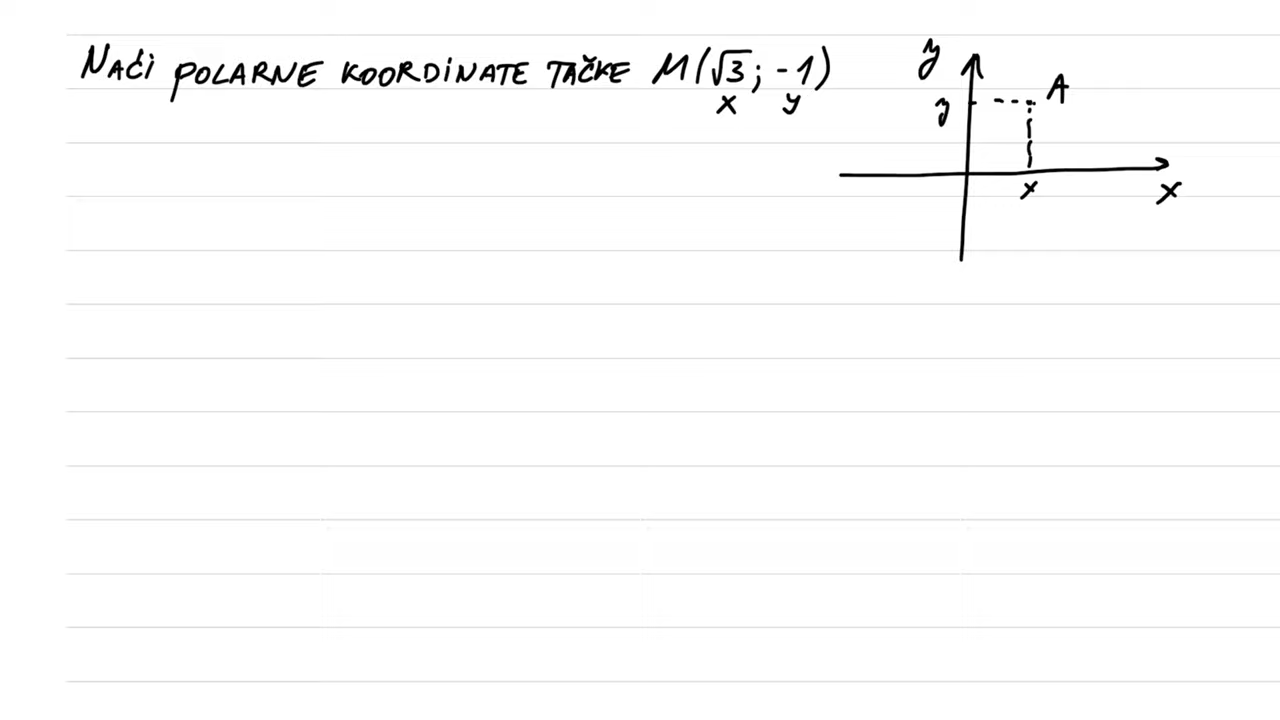 Naći POLARNE KOORDINATE TAČKE M(√3; -1)
x y
y
y A
x x